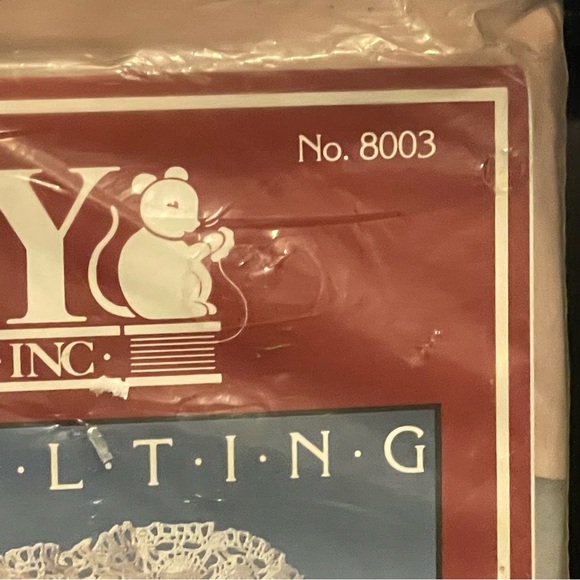 No. 8003
Y
· INC ·
· L · T · I · N · G